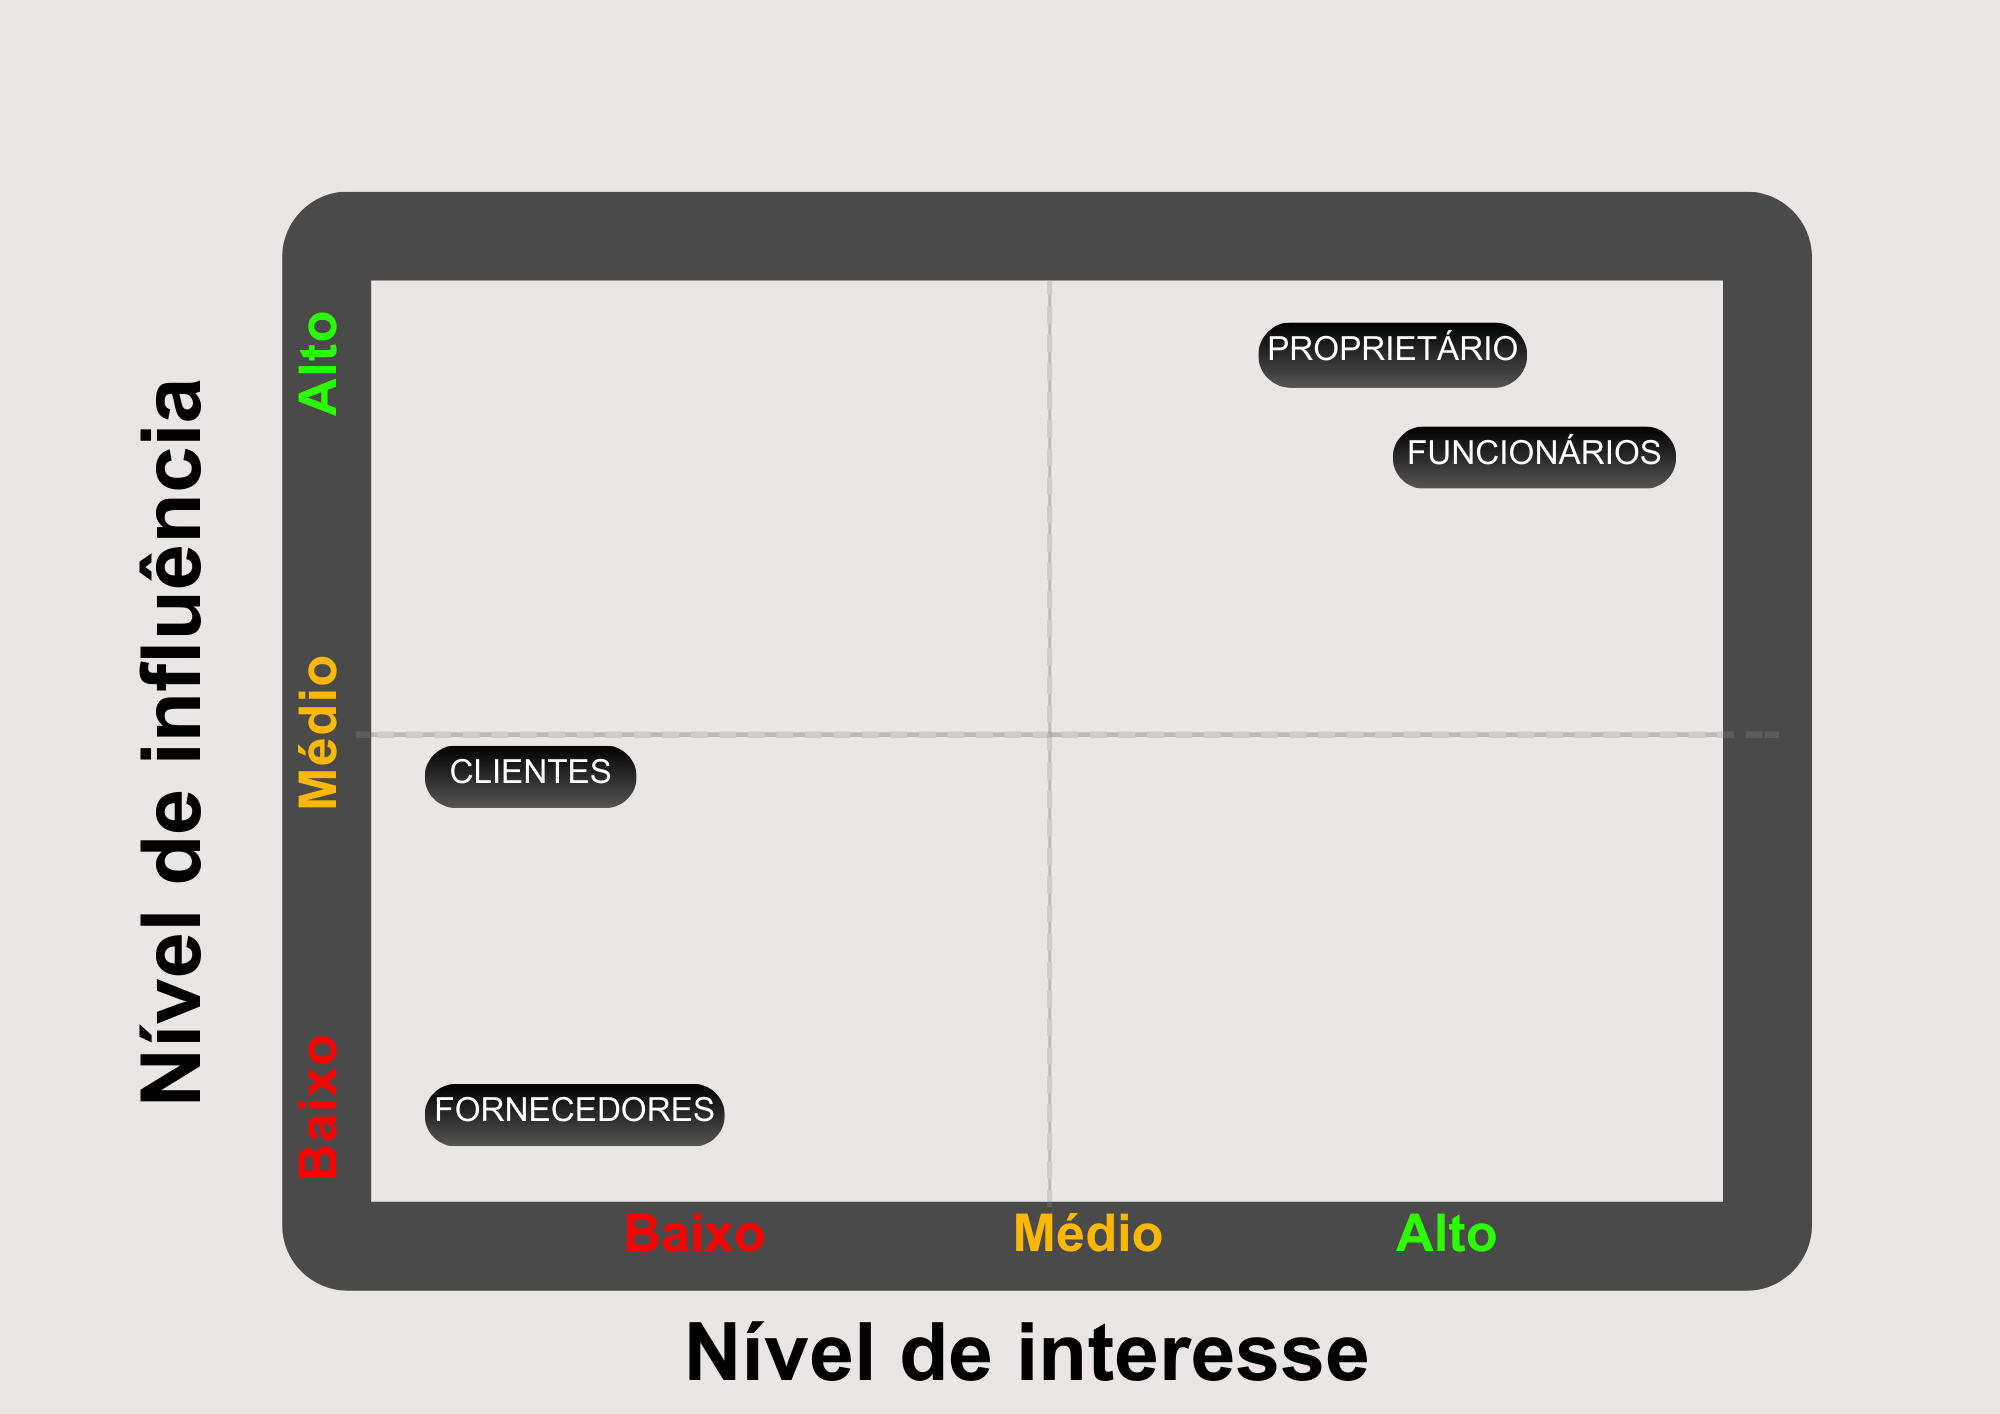 Nível de influência
Alto
Médio
Baixo
PROPRIETÁRIO
FUNCIONÁRIOS
CLIENTES
FORNECEDORES
Baixo
Médio
Alto
Nível de interesse